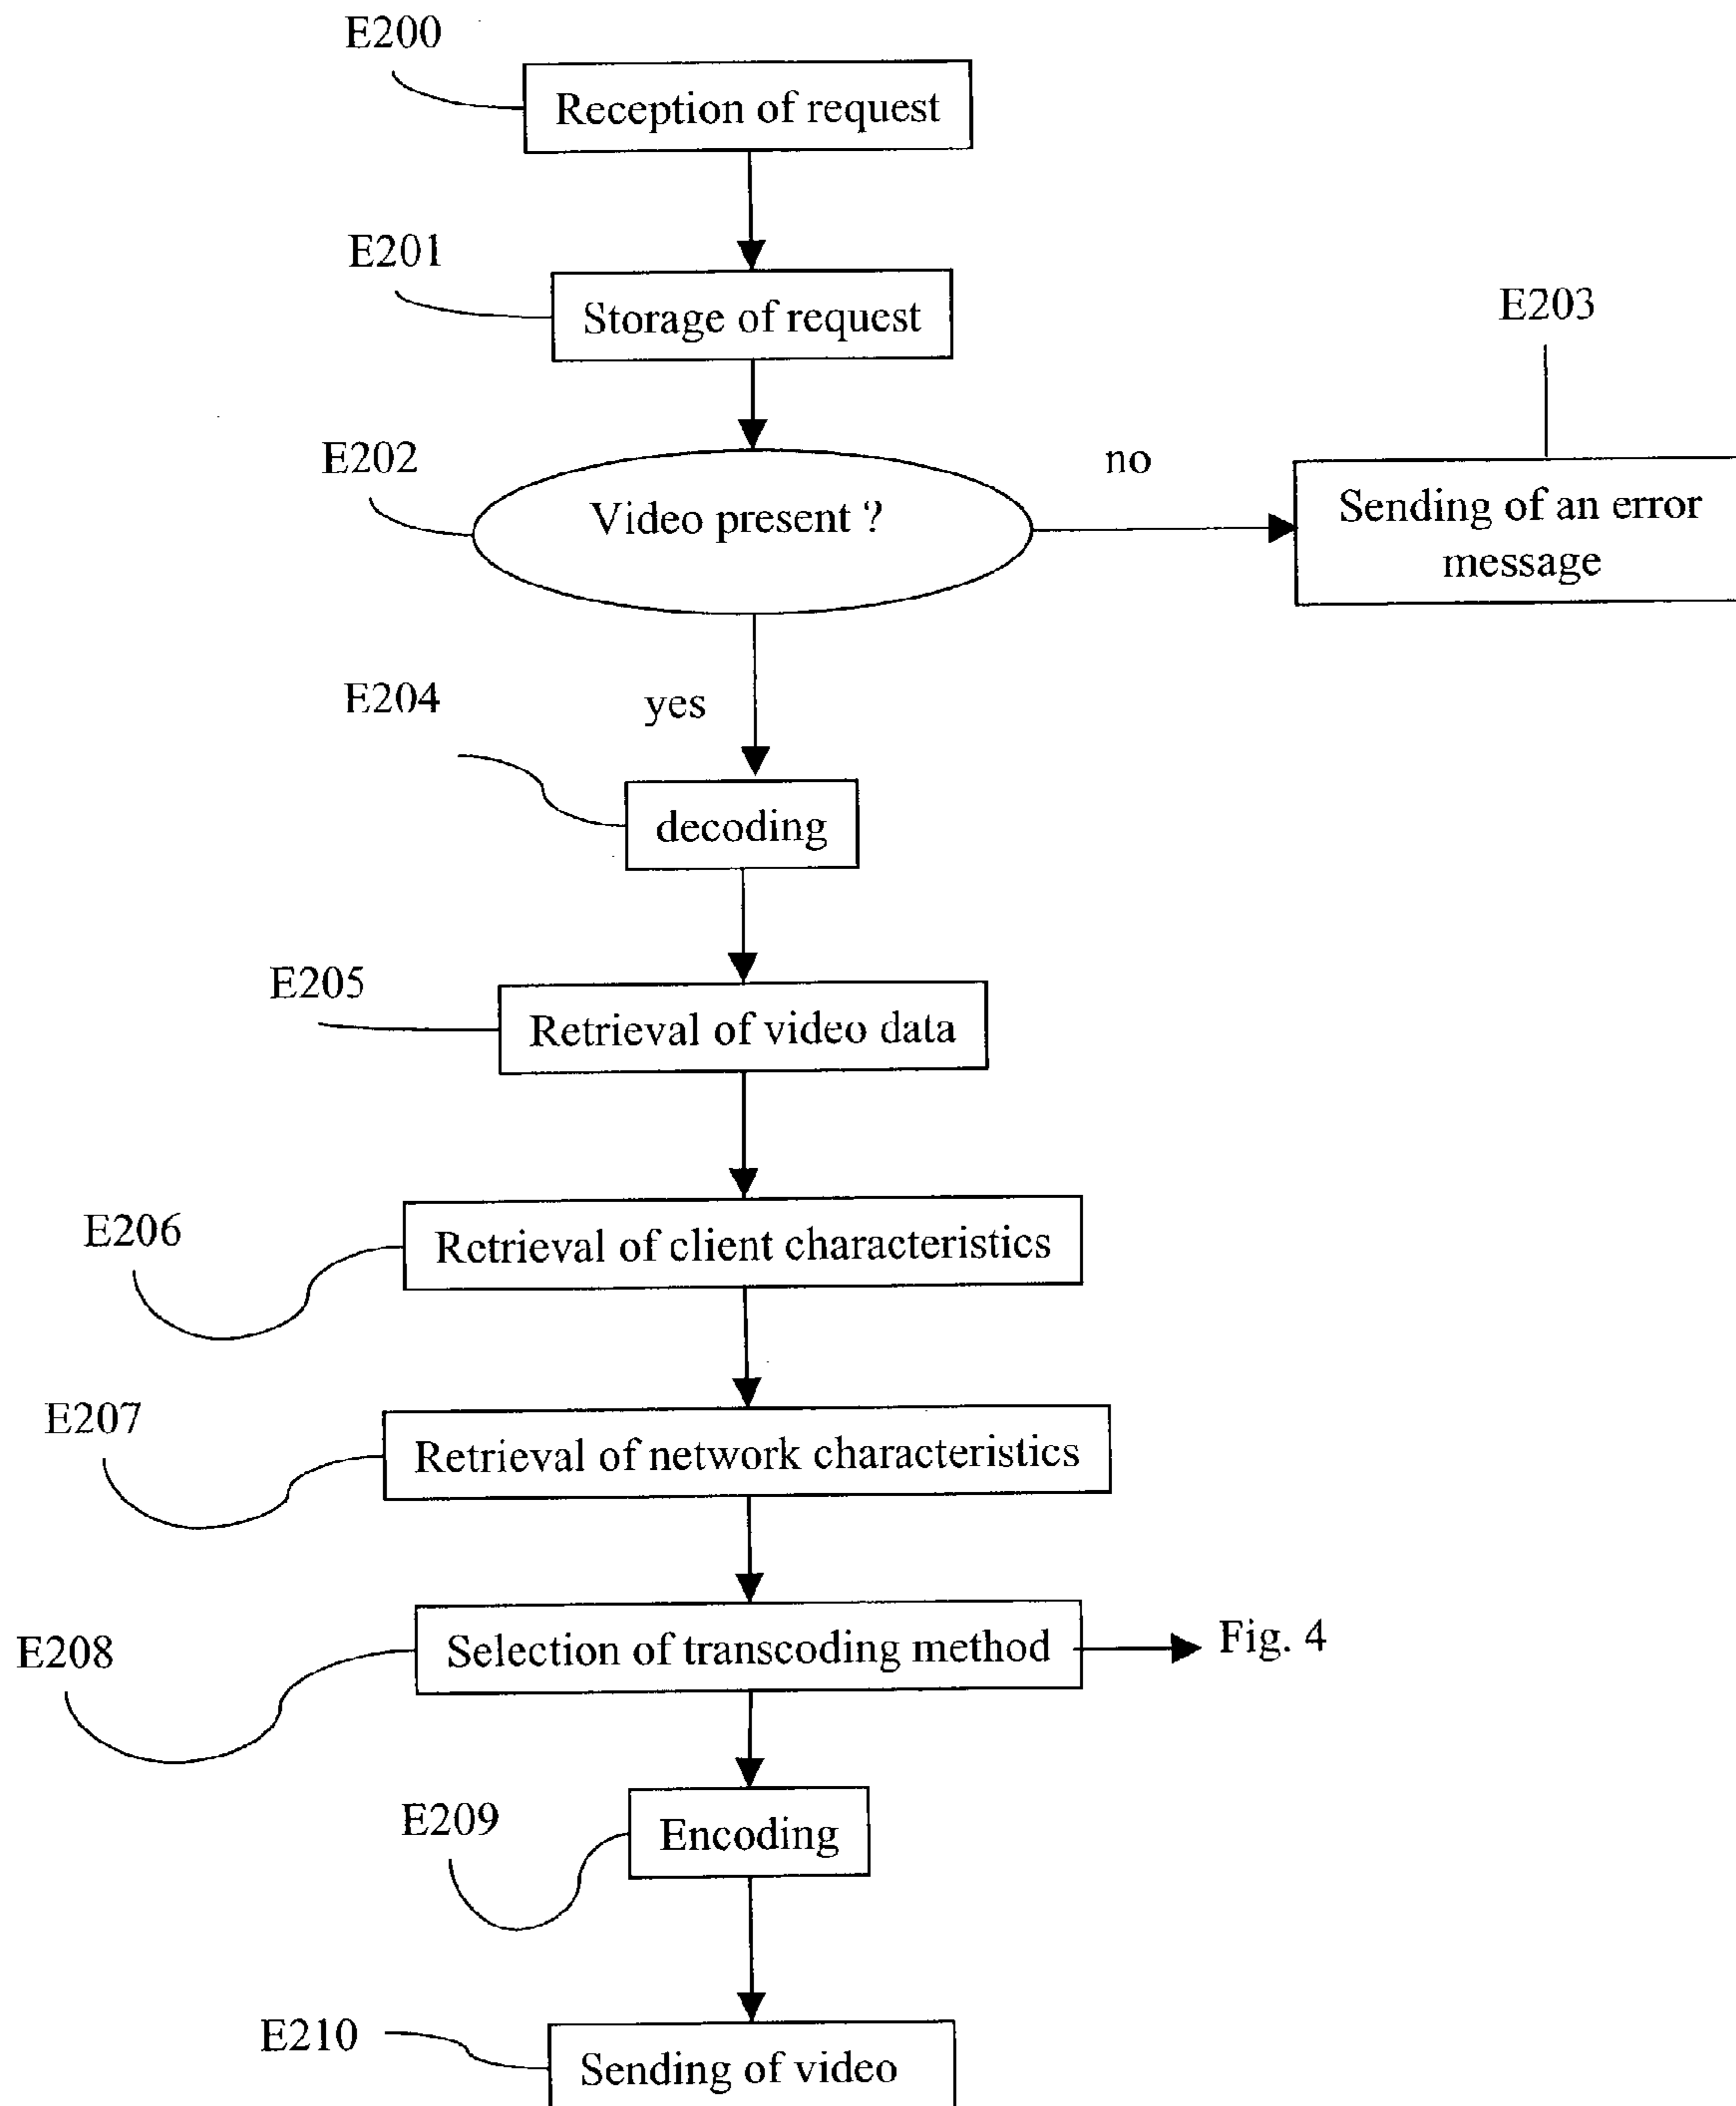 E200
Reception of request
E201
Storage of request
E203
E202
Video present ?
no
Sending of an error
message
E204
yes
decoding
E205
Retrieval of video data
E206
Retrieval of client characteristics
E207
Retrieval of network characteristics
E208
Selection of transcoding method
Fig. 4
E209
Encoding
E210
Sending of video